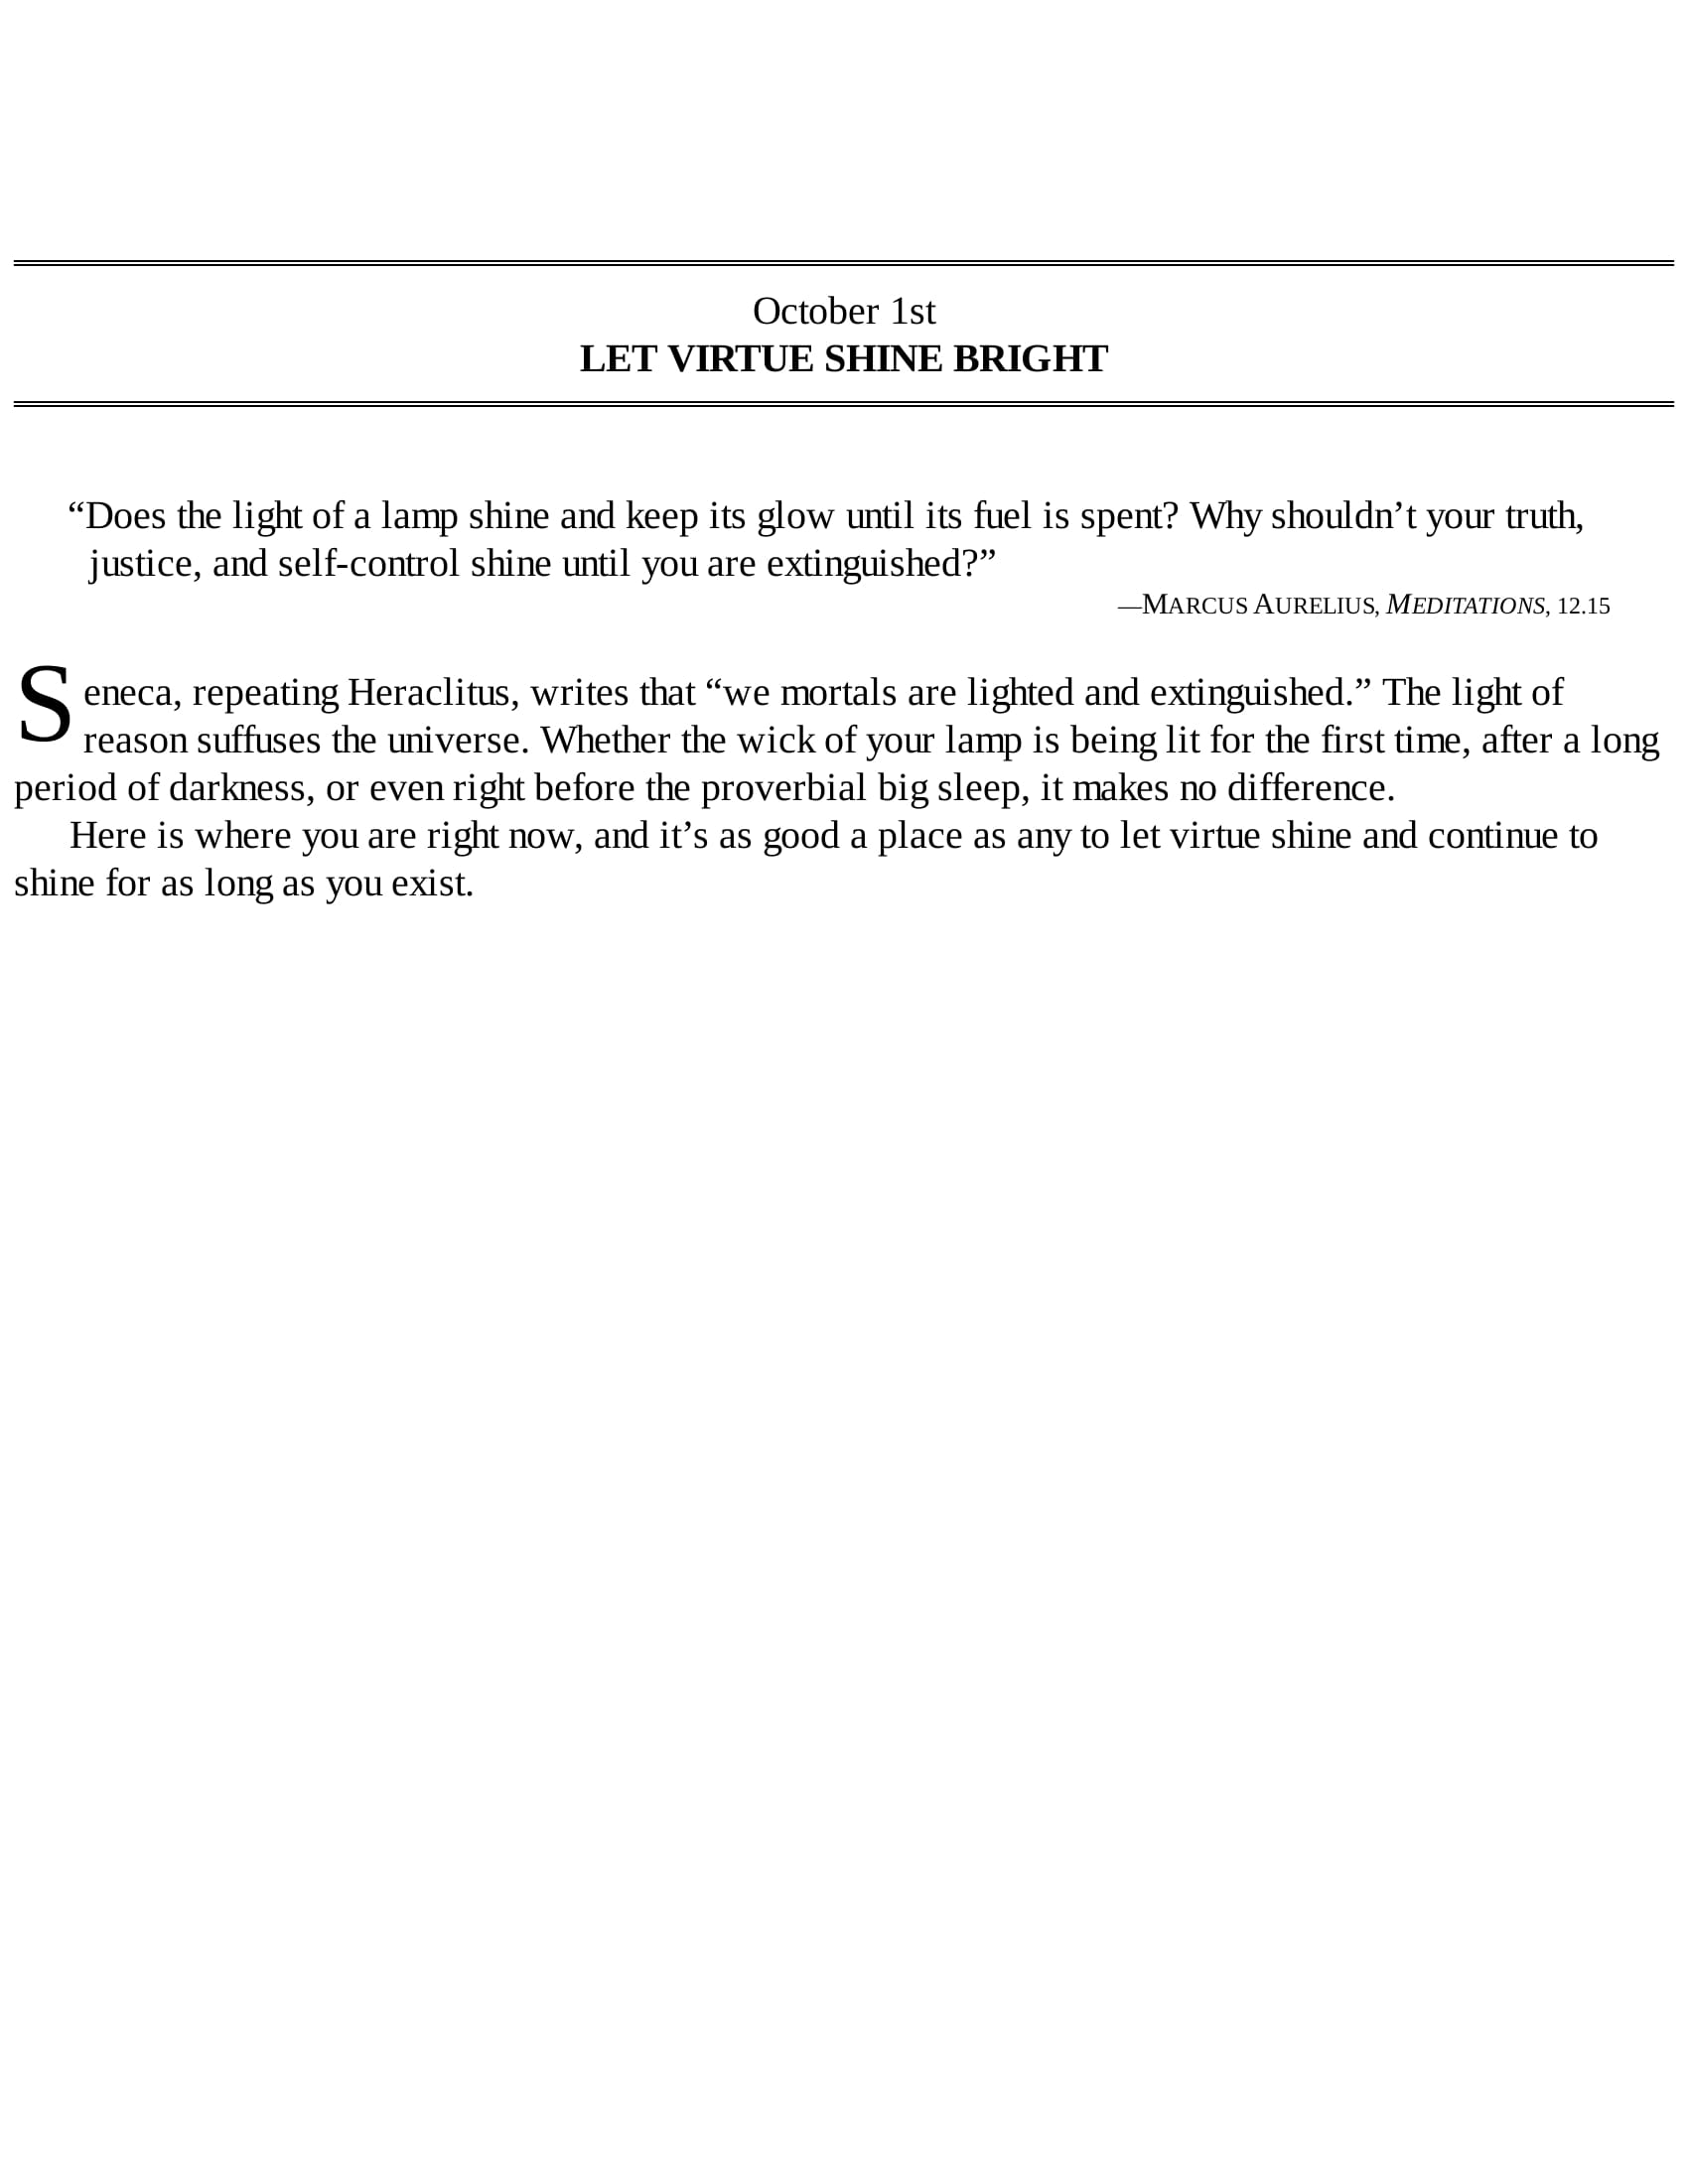 October 1st
LET VIRTUE SHINE BRIGHT
“Does the light of a lamp shine and keep its glow until its fuel is spent? Why shouldn’t your truth,
justice, and self-control shine until you are extinguished?”
—MARCUS AURELIUS, MEDITATIONS, 12.15
Seneca, repeating Heraclitus, writes that “we mortals are lighted and extinguished.” The light of
reason suffuses the universe. Whether the wick of your lamp is being lit for the first time, after a long
period of darkness, or even right before the proverbial big sleep, it makes no difference.
Here is where you are right now, and it’s as good a place as any to let virtue shine and continue to
shine for as long as you exist.